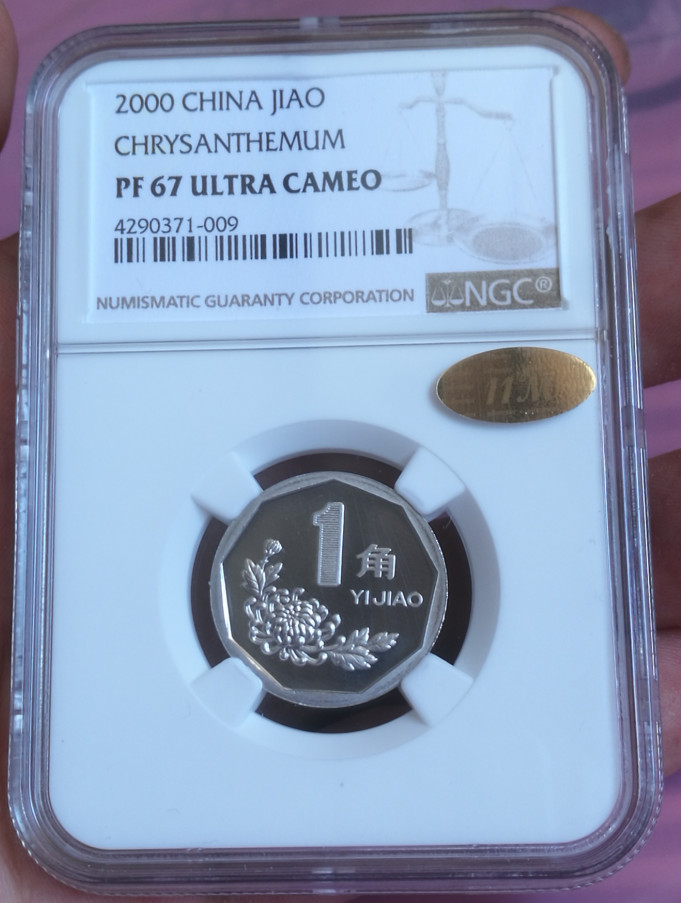 2000 CHINA JIAO
CHRYSANTHEMUM
PF 67 ULTRA CAMEO
4290371-009
NUMISMATIC GUARANTY CORPORATION
NGC®
1
角
YI JIAO